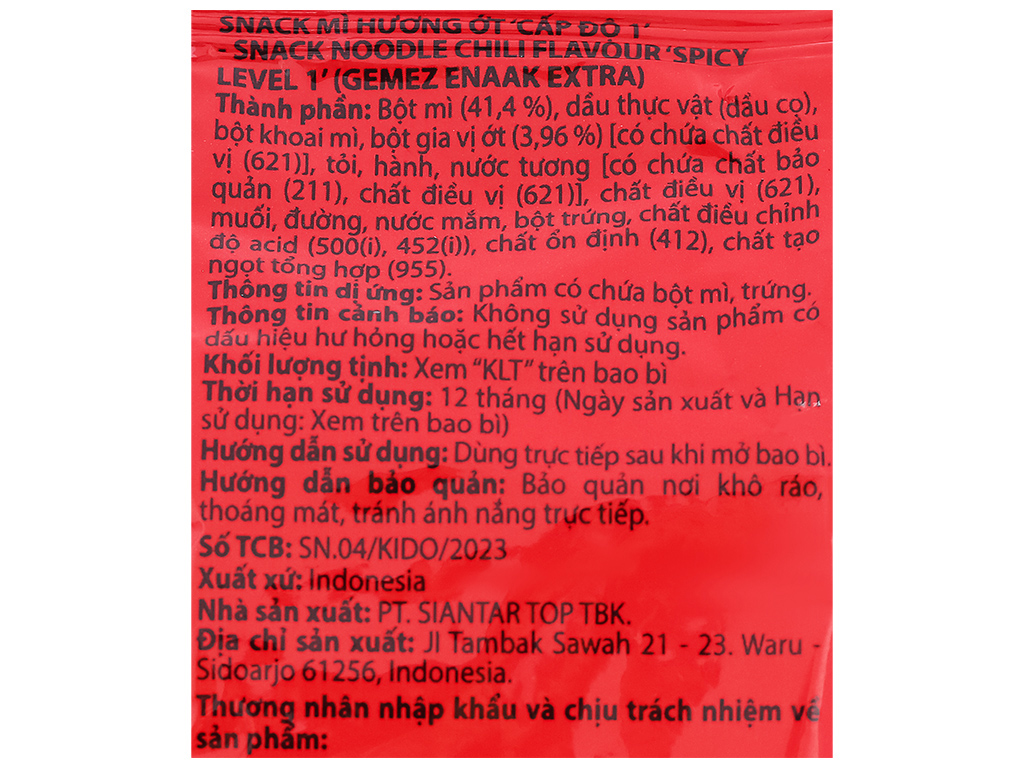 SNACK MÌ HƯƠNG ỚT 'CẤP ĐỘ 1'
- SNACK NOODLE CHILI FLAVOUR 'SPICY
LEVEL 1' (GEMEZ ENAAK EXTRA)
Thành phần: Bột mì (41,4 %), dầu thực vật (dầu cọ),
bột khoai mì, bột gia vị ớt (3,96 %) [có chứa chất điều
vị (621)], tỏi, hành, nước tương [có chứa chất bảo
quản (211), chất điều vị (621)], chất điều vị (621),
muối, đường, nước mắm, bột trứng, chất điều chỉnh
độ acid (500(i), 452(i)), chất ổn định (412), chất tạo
ngọt tổng hợp (955).
Thông tin dị ứng: Sản phẩm có chứa bột mì, trứng.
Thông tin cảnh báo: Không sử dụng sản phẩm có
dấu hiệu hư hỏng hoặc hết hạn sử dụng.
Khối lượng tịnh: Xem "KLT" trên bao bì
Thời hạn sử dụng: 12 tháng (Ngày sản xuất và Hạn
sử dụng: Xem trên bao bì)
Hướng dẫn sử dụng: Dùng trực tiếp sau khi mở bao bì.
Hướng dẫn bảo quản: Bảo quản nơi khô ráo,
thoáng mát, tránh ánh nắng trực tiếp.
Số TCB: SN.04/KIDO/2023
Xuất xứ: Indonesia
Nhà sản xuất: PT. SIANTAR TOP TBK.
Địa chỉ sản xuất: Jl Tambak Sawah 21 - 23. Waru -
Sidoarjo 61256, Indonesia.
Thương nhân nhập khẩu và chịu trách nhiệm về
sản phẩm: